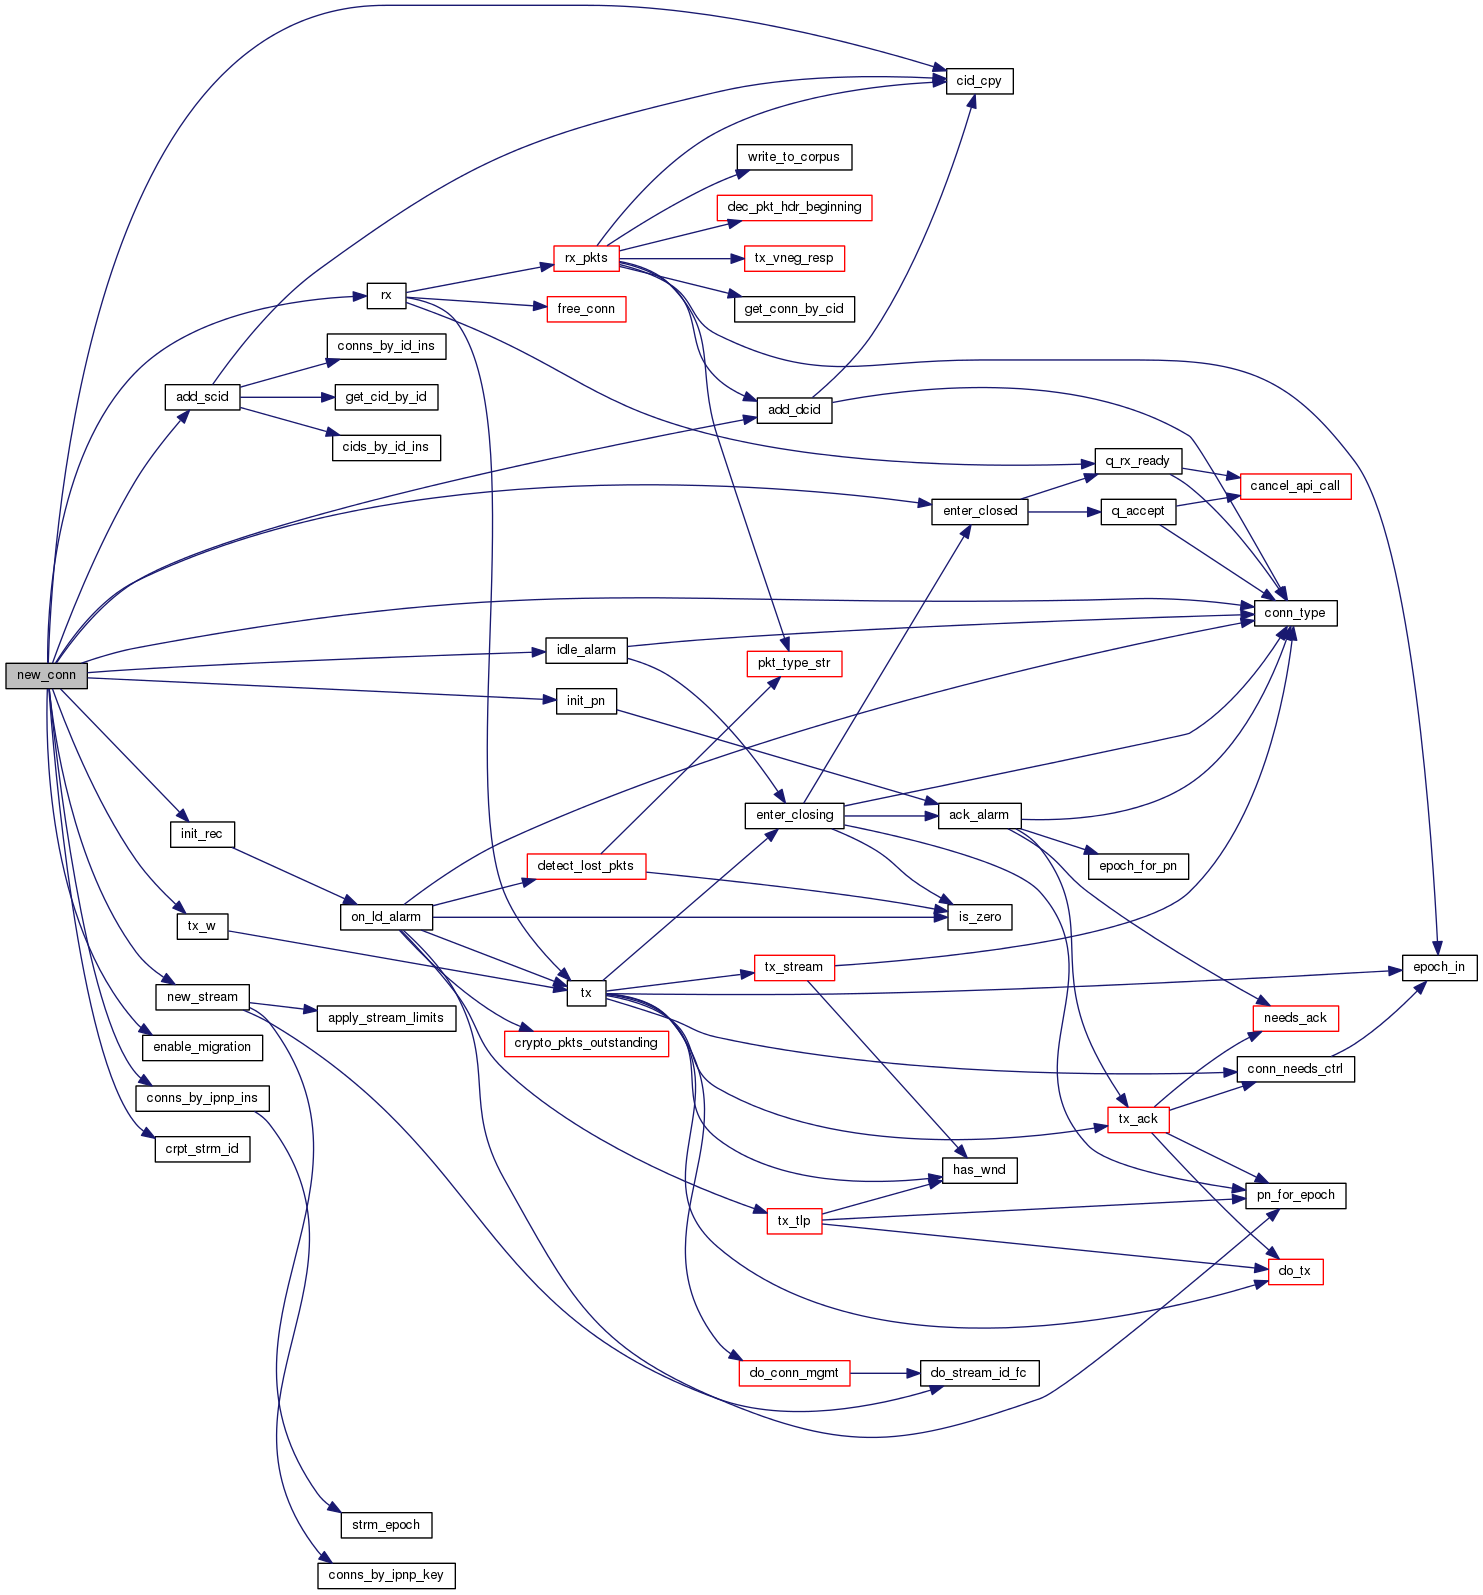 cid_cpy
write_to_corpus
dec_pkt_hdr_beginning
rx_pkts
tx_vneg_resp
rx
free_conn
get_conn_by_cid
conns_by_id_ins
add_scid
get_cid_by_id
add_dcid
cids_by_id_ins
q_rx_ready
cancel_api_call
enter_closed
q_accept
conn_type
idle_alarm
pkt_type_str
new_conn
init_pn
enter_closing
ack_alarm
init_rec
detect_lost_pkts
epoch_for_pn
on_ld_alarm
is_zero
tx_w
tx_stream
epoch_in
new_stream
tx
apply_stream_limits
needs_ack
enable_migration
crypto_pkts_outstanding
conn_needs_ctrl
conns_by_ipnp_ins
tx_ack
crpt_strm_id
has_wnd
pn_for_epoch
tx_tlp
do_tx
do_conn_mgmt
do_stream_id_fc
strm_epoch
conns_by_ipnp_key